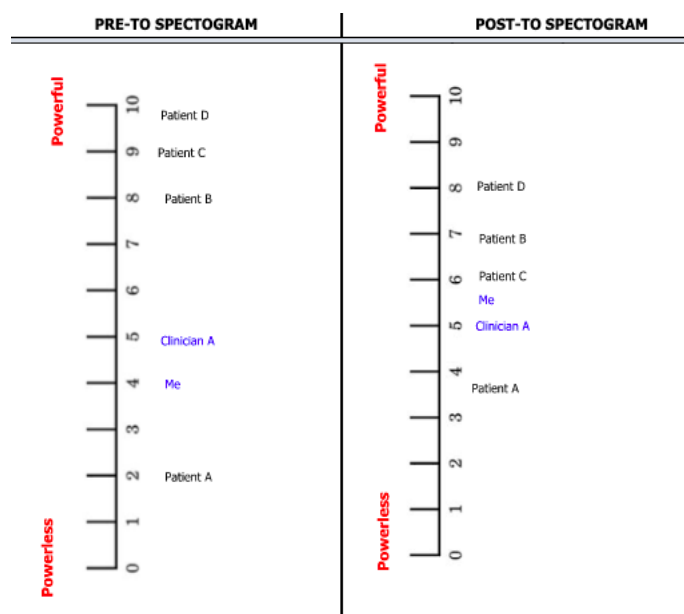 PRE-TO SPECTOGRAM
Powerful
10
Patient D
9
Patient C
8
Patient B
7
6
5
Clinician A
4
Me
3
2
Patient A
1
0
Powerless
POST-TO SPECTOGRAM
Powerful
10
9
8
Patient D
7
Patient B
6
Patient C
Me
5
Clinician A
4
Patient A
3
2
1
0
Powerless